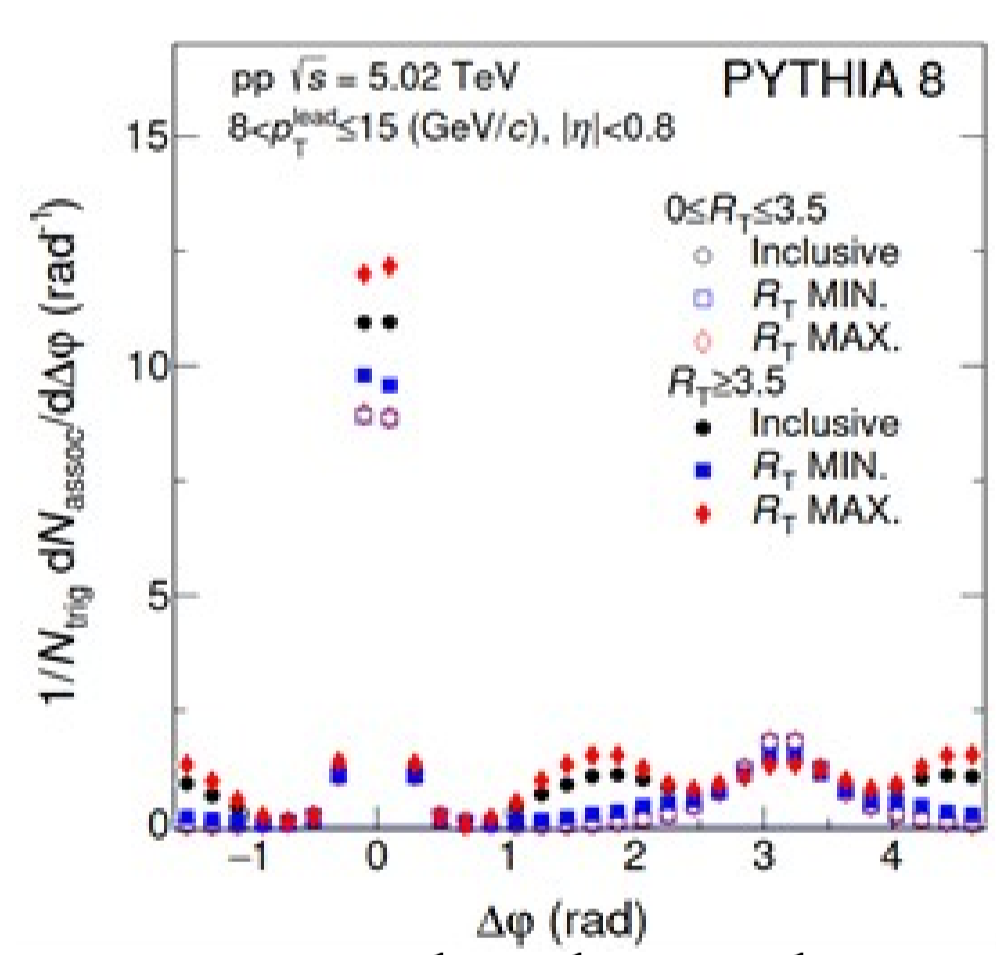 pp √s = 5.02 TeV
PYTHIA 8
8<p_T^lead≤15 (GeV/c), |η|<0.8
0≤R_T≤3.5
Inclusive
R_T MIN.
R_T MAX.
R_T≥3.5
Inclusive
R_T MIN.
R_T MAX.
1/N_trig dN_assoc/dΔφ (rad^-1)
15
10
5
0
−1 0 1 2 3 4
Δφ (rad)